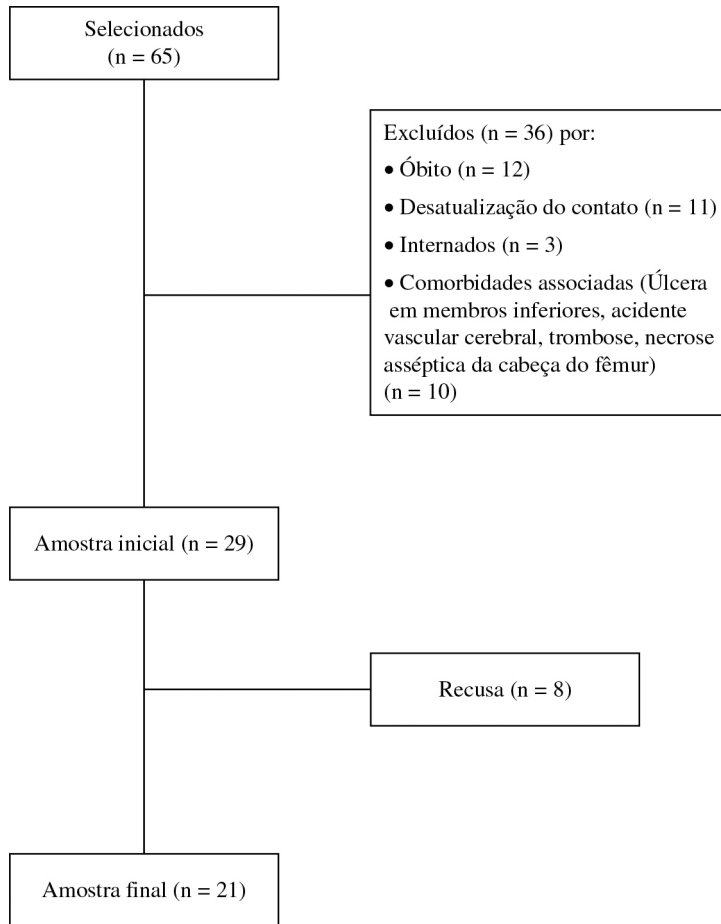 Selecionados
(n = 65)
Excluídos (n = 36) por:
• Óbito (n = 12)
• Desatualização do contato (n = 11)
• Internados (n = 3)
• Comorbidades associadas (Úlcera
em membros inferiores, acidente
vascular cerebral, trombose, necrose
asséptica da cabeça do fêmur)
(n = 10)
Amostra inicial (n = 29)
Recusa (n = 8)
Amostra final (n = 21)